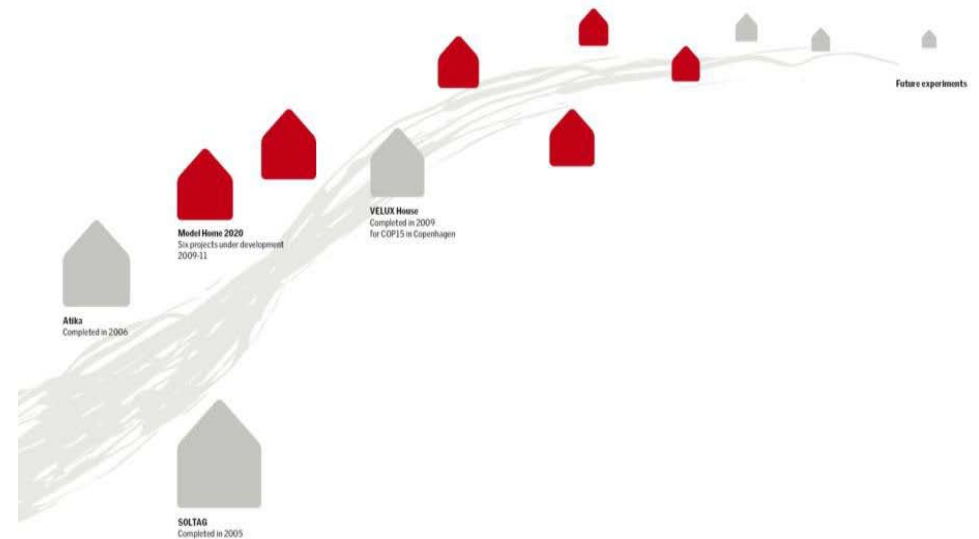 Future experiments
VELUX House
Completed in 2009
for COP15 in Copenhagen
Model Home 2020
Six projects under development
2009-11
Atika
Completed in 2006
SOLTAG
Completed in 2005